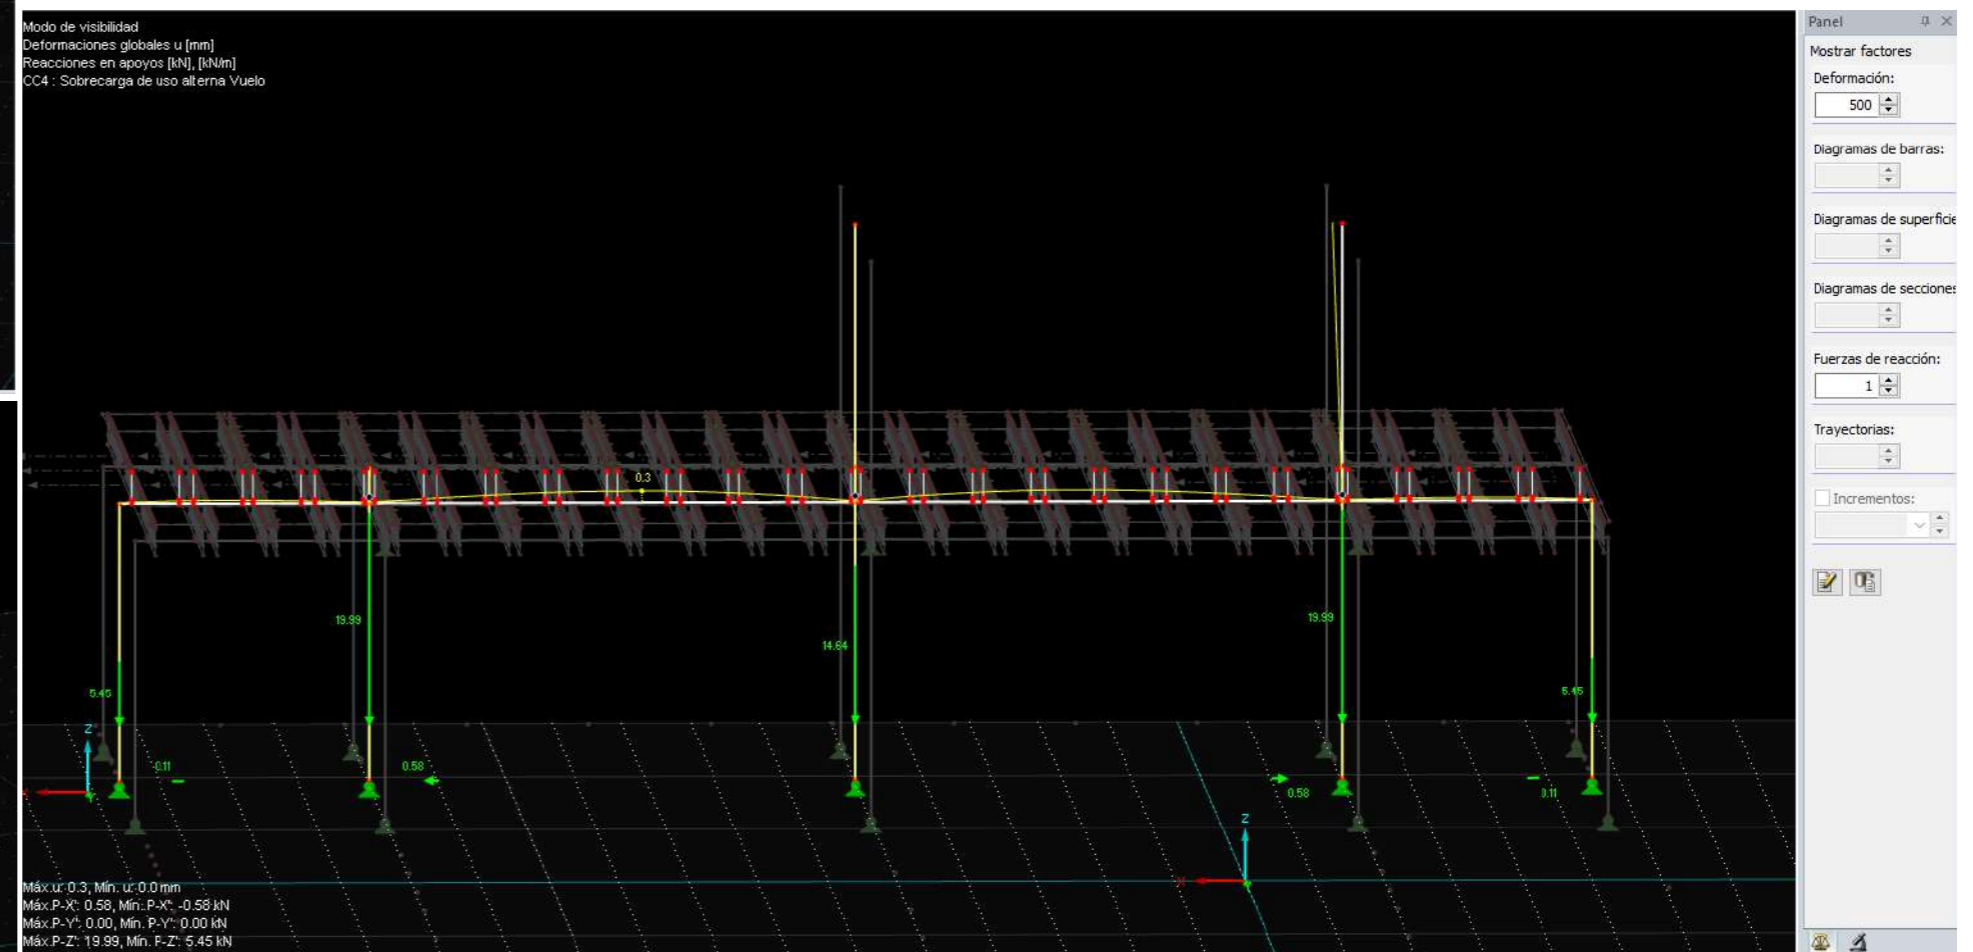 Modo de visibilidad
Deformaciones globales u [mm]
Reacciones en apoyos [kN], [kN/m]
CC4 : Sobrecarga de uso alterna Vuelo
0.3
19.99
14.64
19.99
5.45
5.45
Z
0.11
0.58
0.58
0.11
Z
X
Máx.u: 0.3, Mín. u: 0.0 mm
Máx.P-X': 0.58, Mín. P-X': -0.58 kN
Máx.P-Y': 0.00, Mín. P-Y': 0.00 kN
Máx.P-Z': 19.99, Mín. P-Z': 5.45 kN
Panel
Mostrar factores
Deformación:
500
Diagramas de barras:
Diagramas de superficie
Diagramas de secciones
Fuerzas de reacción:
1
Trayectorias:
Incrementos: